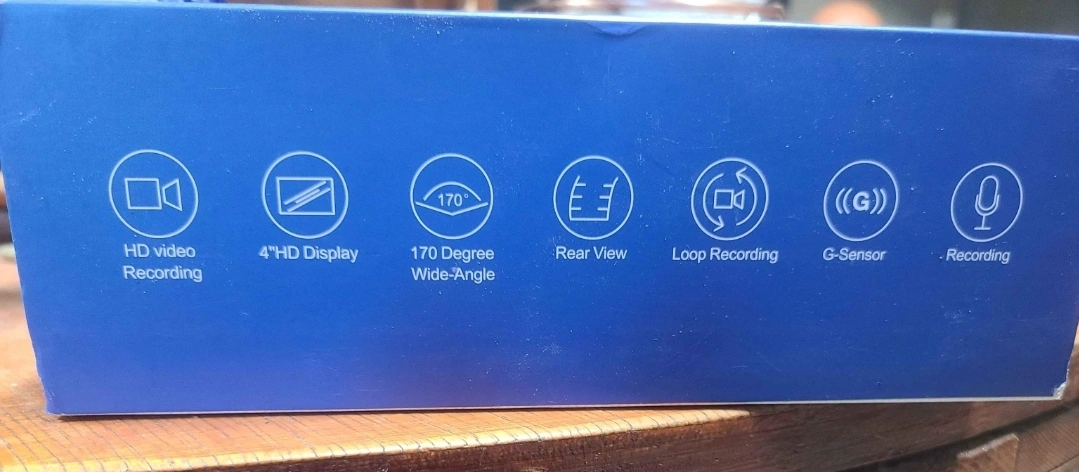 HD video
Recording
4"HD Display
170°
170 Degree
Wide-Angle
Rear View
Loop Recording
((G))
G-Sensor
Recording